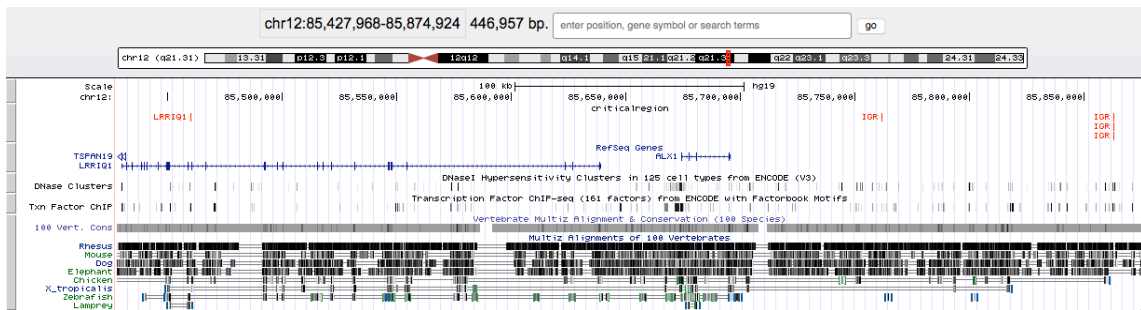 chr12:85,427,968-85,874,924 446,957 bp. enter position, gene symbol or search terms go
chr12 (q21.31) 13.31 p12.3 p12.1 12q12 q14.1 q15 21.1 q21.2 q21.3 q22 q23.1 q23.3 24.31 24.33
Scale 100 kb hg19
chr12: 85,500,000 85,550,000 85,600,000 85,650,000 85,700,000 85,750,000 85,800,000 85,850,000
criticalregion
LRRIQ1 IGR IGR
IGR
IGR
RefSeq Genes
TSPAN19 ALX1
LRRIQ1
DNaseI Hypersensitivity Clusters in 125 cell types from ENCODE (V3)
DNase Clusters
Transcription Factor ChIP-seq (161 factors) from ENCODE with Factorbook Motifs
Txn Factor ChIP
Vertebrate Multiz Alignment & Conservation (100 Species)
100 Vert. Cons
Multiz Alignments of 100 Vertebrates
Rhesus
Mouse
Dog
Elephant
Chicken
X_tropicalis
Zebrafish
Lamprey